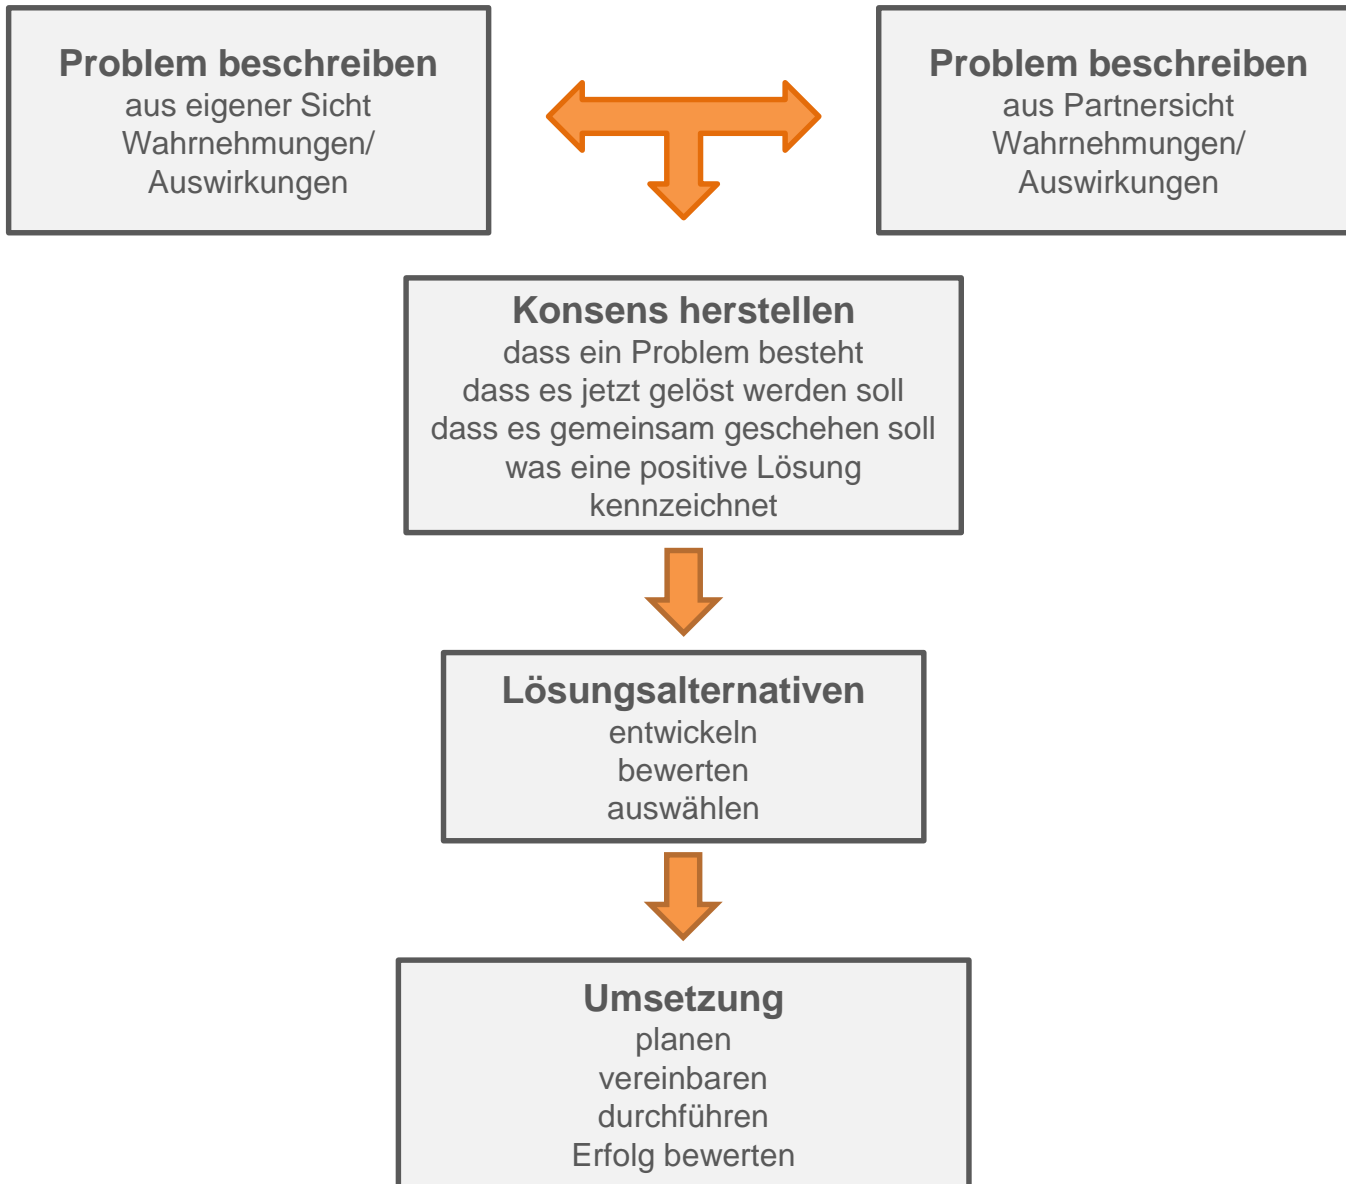 Problem beschreiben
aus eigener Sicht
Wahrnehmungen/
Auswirkungen
Problem beschreiben
aus Partnersicht
Wahrnehmungen/
Auswirkungen
Konsens herstellen
dass ein Problem besteht
dass es jetzt gelöst werden soll
dass es gemeinsam geschehen soll
was eine positive Lösung
kennzeichnet
Lösungsalternativen
entwickeln
bewerten
auswählen
Umsetzung
planen
vereinbaren
durchführen
Erfolg bewerten